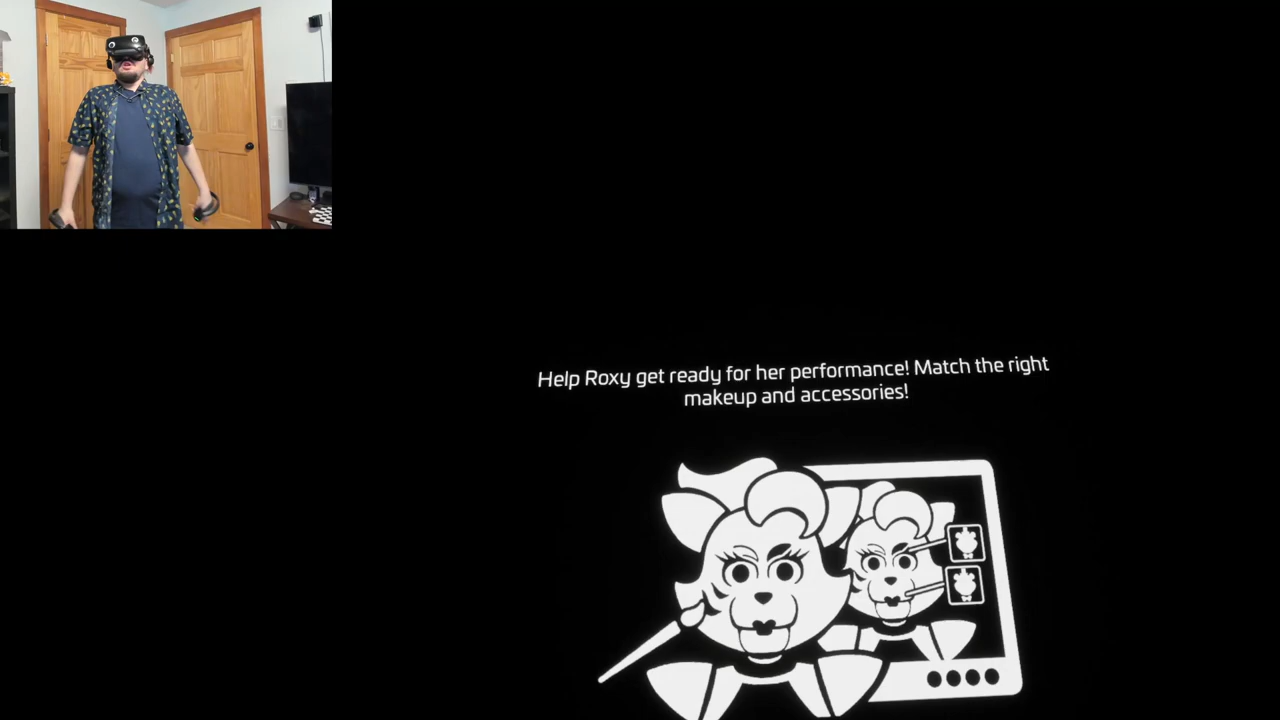 Help Roxy get ready for her performance! Match the right
makeup and accessories!